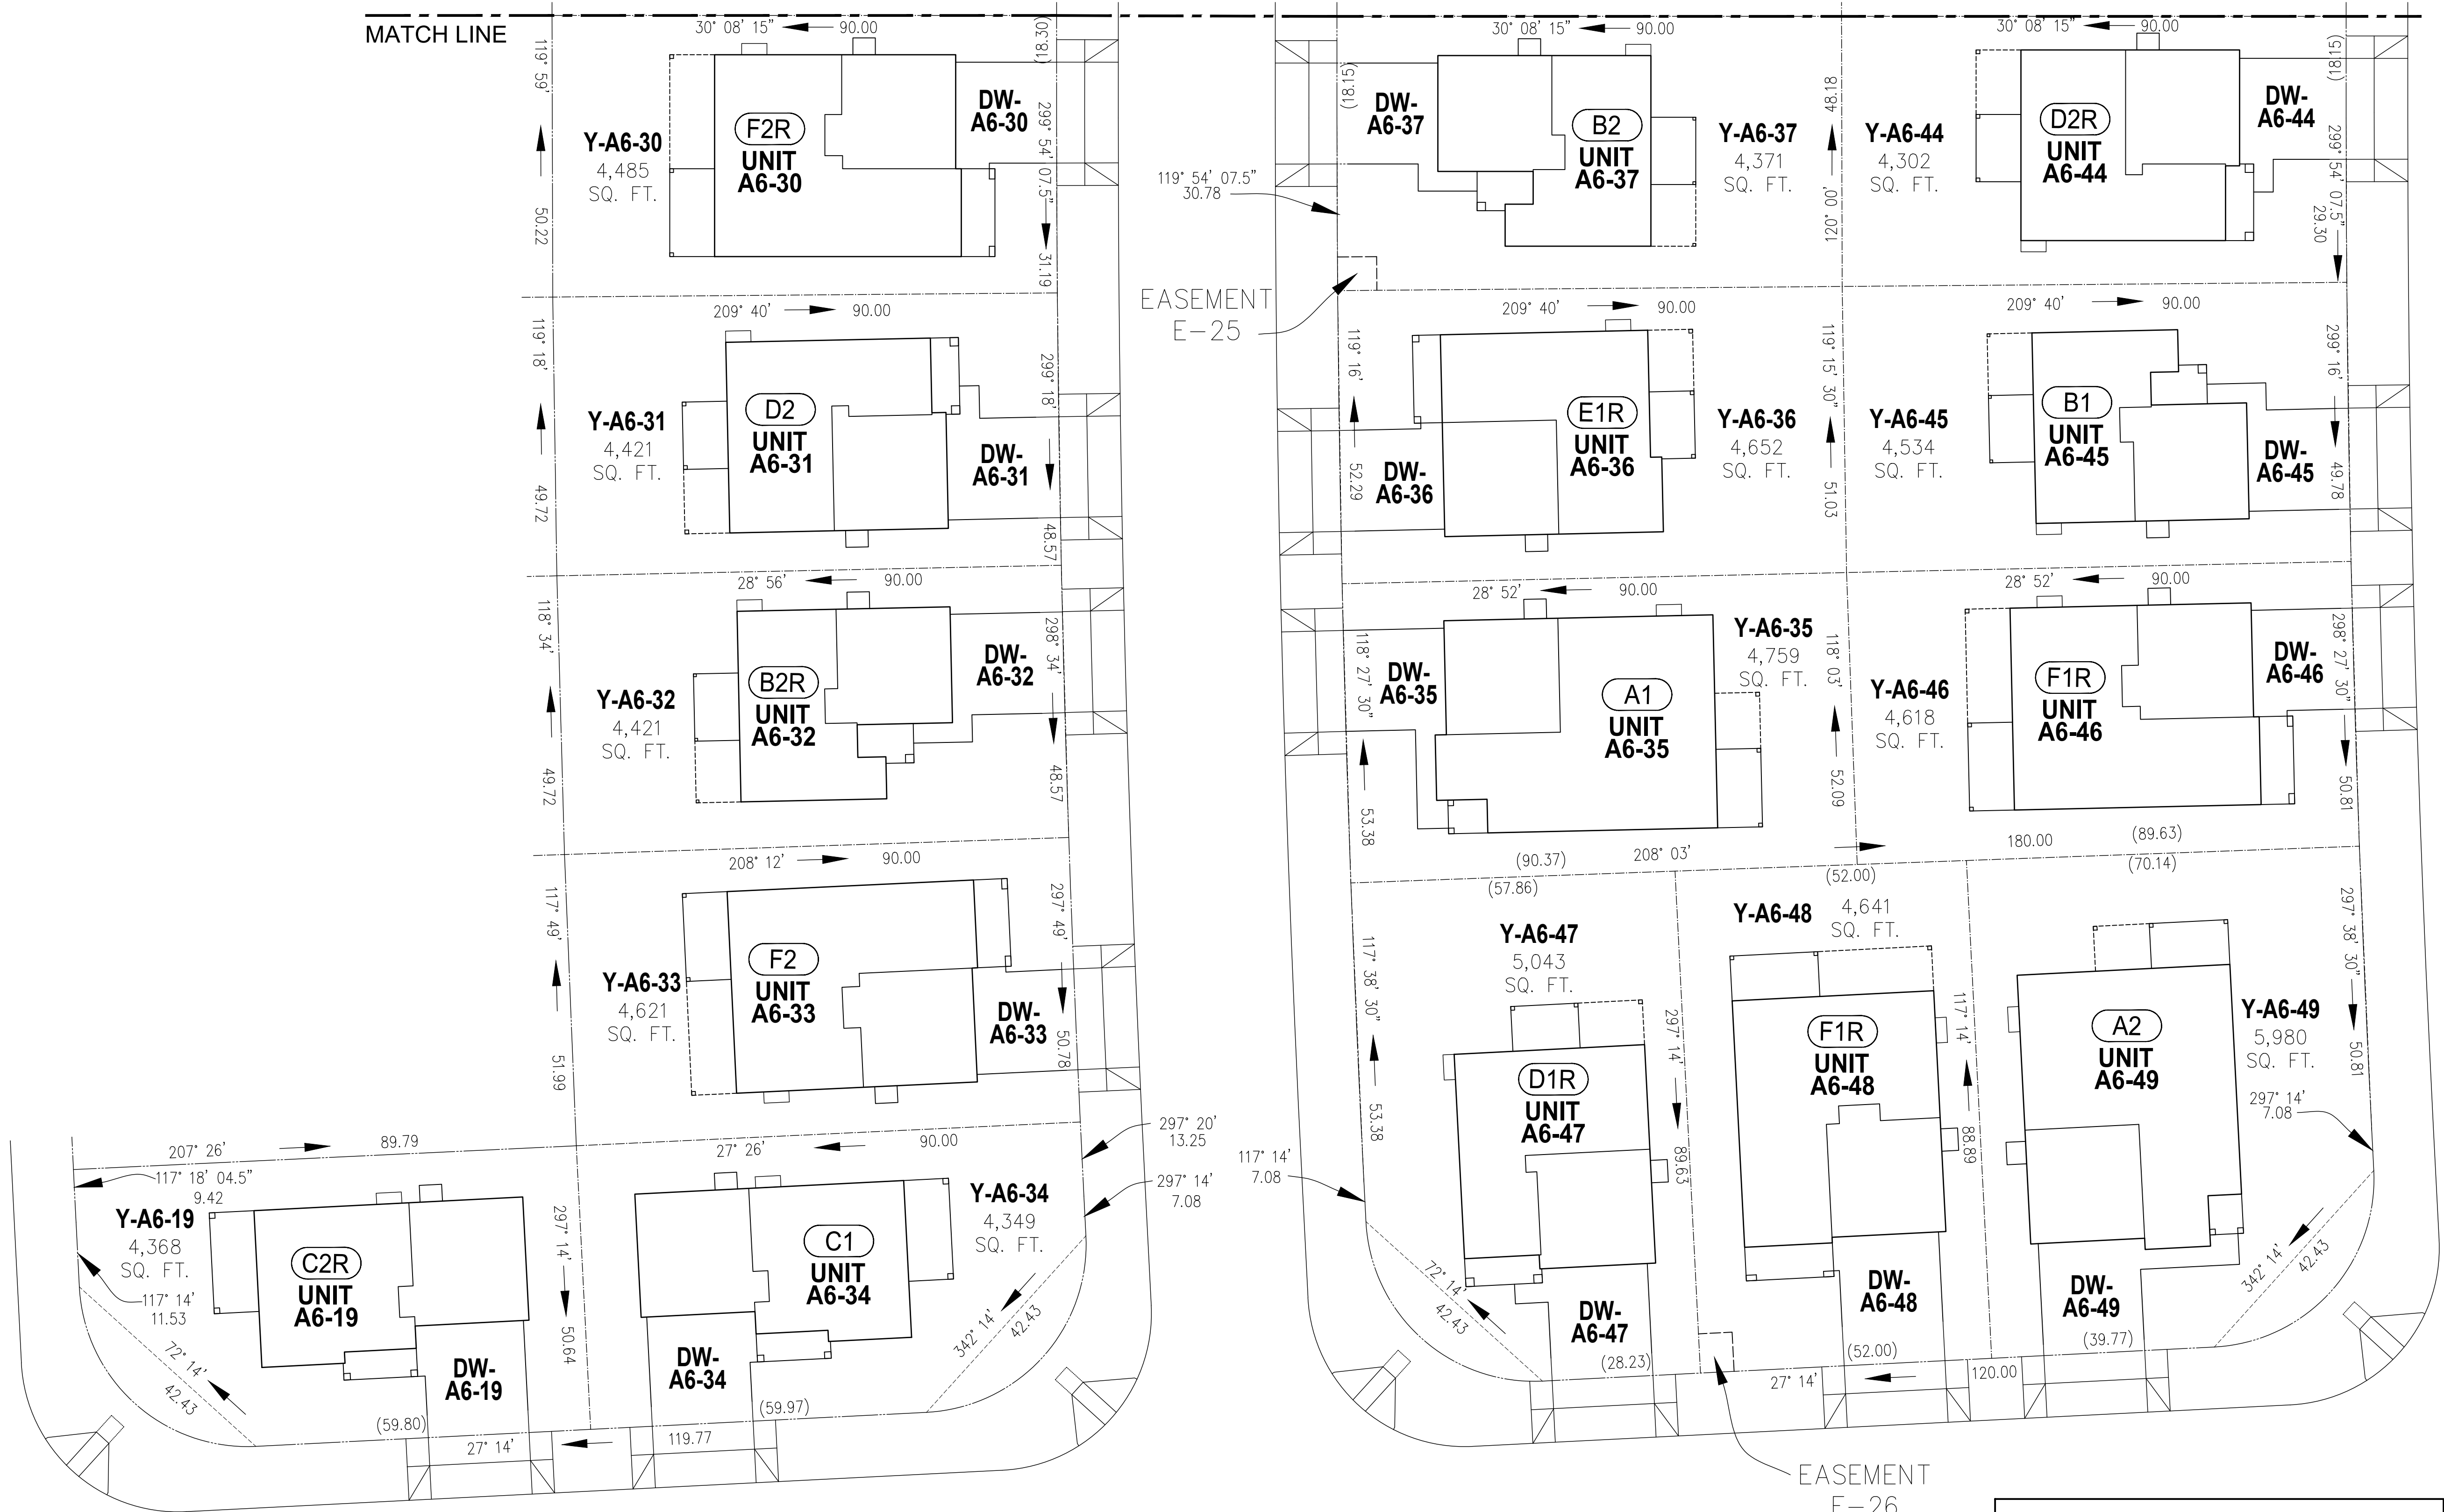 MATCH LINE
30° 08' 15"
90.00
119° 59'
50.22
(18.30)
299° 54' 07.5"
31.19
Y-A6-30
4,485
SQ. FT.
F2R
UNIT
A6-30
DW-
A6-30
209° 40'
90.00
119° 18'
49.72
Y-A6-31
4,421
SQ. FT.
D2
UNIT
A6-31
DW-
A6-31
299° 18'
48.57
28° 56'
90.00
118° 34'
49.72
Y-A6-32
4,421
SQ. FT.
B2R
UNIT
A6-32
DW-
A6-32
298° 34'
48.57
208° 12'
90.00
117° 49'
51.99
Y-A6-33
4,621
SQ. FT.
F2
UNIT
A6-33
DW-
A6-33
297° 49'
50.78
207° 26'
89.79
27° 26'
90.00
297° 20'
13.25
297° 14'
7.08
117° 18' 04.5"
9.42
Y-A6-19
4,368
SQ. FT.
117° 14'
11.53
C2R
UNIT
A6-19
DW-
A6-19
72° 14'
42.43
(59.80)
27° 14'
119.77
297° 14'
50.64
Y-A6-34
4,349
SQ. FT.
C1
UNIT
A6-34
DW-
A6-34
342° 14'
42.43
(59.97)
30° 08' 15"
90.00
(18.15)
DW-
A6-37
B2
UNIT
A6-37
Y-A6-37
4,371
SQ. FT.
119° 54' 07.5"
30.78
EASEMENT
E-25
48.18
120° 00'
30° 08' 15"
90.00
Y-A6-44
4,302
SQ. FT.
D2R
UNIT
A6-44
DW-
A6-44
(18.15)
299° 54' 07.5"
29.30
209° 40'
90.00
119° 16'
52.29
DW-
A6-36
E1R
UNIT
A6-36
Y-A6-36
4,652
SQ. FT.
119° 15' 30"
51.03
209° 40'
90.00
Y-A6-45
4,534
SQ. FT.
B1
UNIT
A6-45
DW-
A6-45
299° 16'
49.78
28° 52'
90.00
118° 27' 30"
53.38
DW-
A6-35
A1
UNIT
A6-35
Y-A6-35
4,759
SQ. FT.
118° 03'
52.09
28° 52'
90.00
Y-A6-46
4,618
SQ. FT.
F1R
UNIT
A6-46
DW-
A6-46
298° 27' 30"
50.81
(90.37)
208° 03'
180.00
(89.63)
(57.86)
(52.00)
(70.14)
117° 38' 30"
53.38
117° 14'
7.08
Y-A6-47
5,043
SQ. FT.
D1R
UNIT
A6-47
DW-
A6-47
72° 14'
42.43
(28.23)
297° 14'
89.63
Y-A6-48
4,641
SQ. FT.
F1R
UNIT
A6-48
DW-
A6-48
(52.00)
117° 14'
88.89
A2
UNIT
A6-49
Y-A6-49
5,980
SQ. FT.
DW-
A6-49
297° 38' 30"
50.81
297° 14'
7.08
342° 14'
42.43
(39.77)
27° 14'
120.00
EASEMENT
E-26